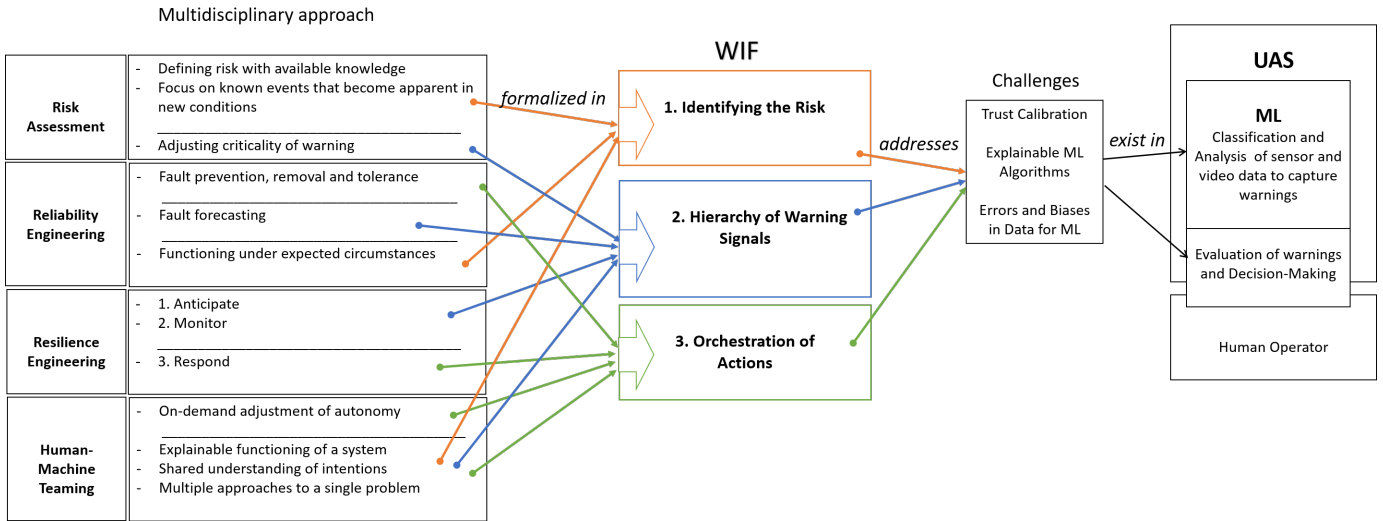 Multidisciplinary approach
Risk
Assessment
- Defining risk with available knowledge
- Focus on known events that become apparent in
new conditions
- Adjusting criticality of warning
Reliability
Engineering
- Fault prevention, removal and tolerance
- Fault forecasting
- Functioning under expected circumstances
Resilience
Engineering
- 1. Anticipate
- 2. Monitor
- 3. Respond
Human-
Machine
Teaming
- On-demand adjustment of autonomy
- Explainable functioning of a system
- Shared understanding of intentions
- Multiple approaches to a single problem
formalized in
WIF
1. Identifying the Risk
2. Hierarchy of Warning
Signals
3. Orchestration of
Actions
addresses
Challenges
Trust Calibration
Explainable ML
Algorithms
Errors and Biases
in Data for ML
exist in
UAS
ML
Classification and
Analysis of sensor and
video data to capture
warnings
Evaluation of warnings
and Decision-Making
Human Operator